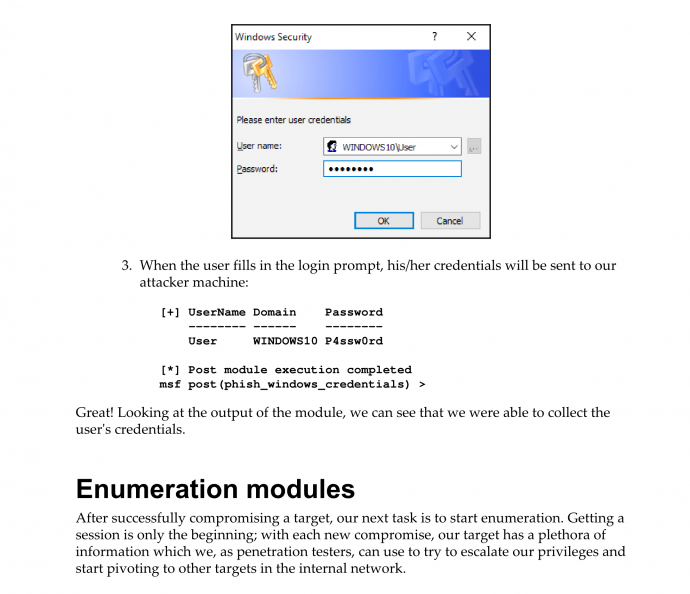 Windows Security ? X
Please enter user credentials
User name: WINDOWS10\User ...
Password: ••••••••
OK Cancel
3. When the user fills in the login prompt, his/her credentials will be sent to our
attacker machine:
[+] UserName Domain Password
-------- ------ --------
User WINDOWS10 P4ssw0rd
[*] Post module execution completed
msf post(phish_windows_credentials) >
Great! Looking at the output of the module, we can see that we were able to collect the
user's credentials.
Enumeration modules
After successfully compromising a target, our next task is to start enumeration. Getting a
session is only the beginning; with each new compromise, our target has a plethora of
information which we, as penetration testers, can use to try to escalate our privileges and
start pivoting to other targets in the internal network.